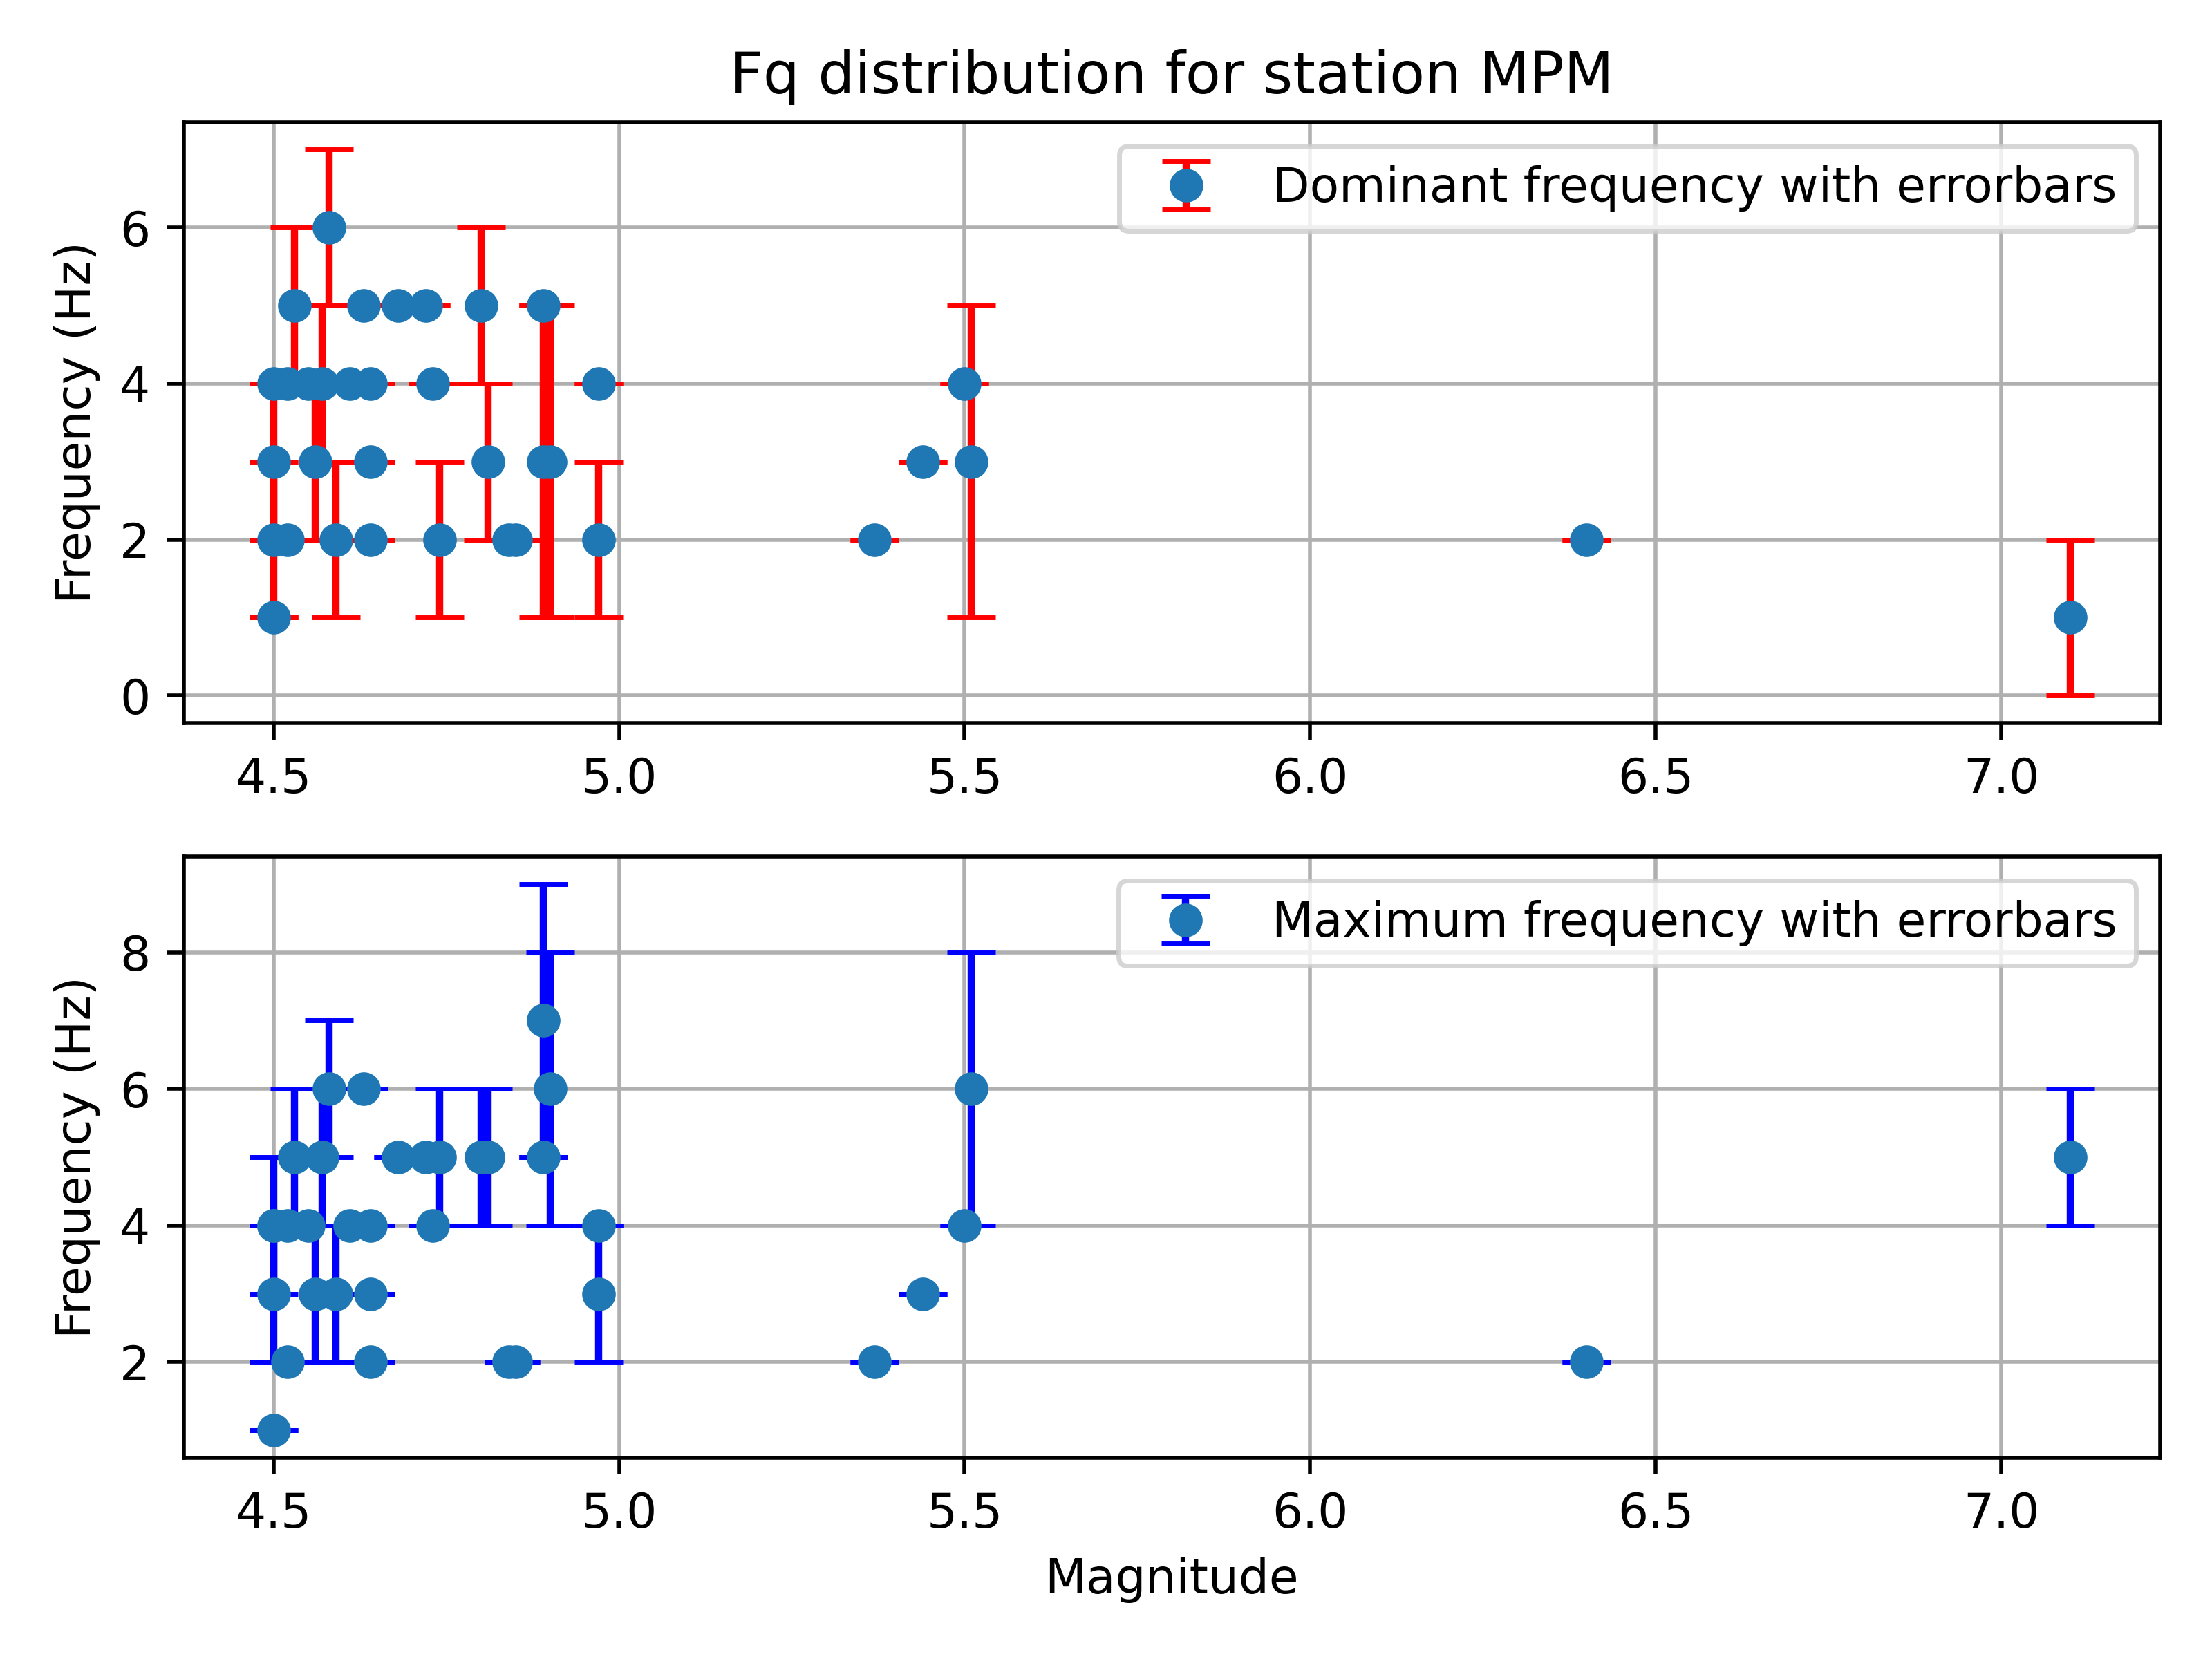 Fq distribution for station MPM
Dominant frequency with errorbars
Frequency (Hz)
6
4
2
0
4.5 5.0 5.5 6.0 6.5 7.0
Maximum frequency with errorbars
Frequency (Hz)
8
6
4
2
4.5 5.0 5.5 6.0 6.5 7.0
Magnitude